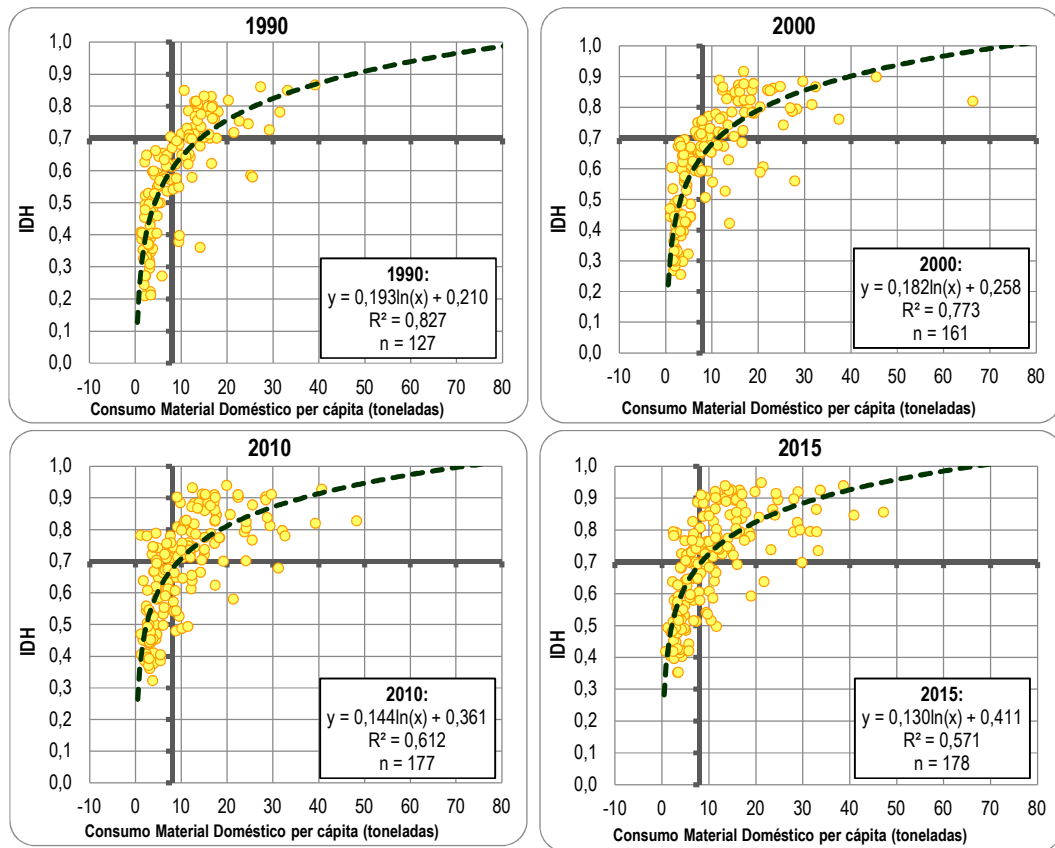 1990
1,0
0,9
0,8
0,7
0,6
0,5
0,4
0,3
0,2
0,1
0,0
IDH
-10 0 10 20 30 40 50 60 70 80
Consumo Material Doméstico per cápita (toneladas)
1990:
y = 0,193ln(x) + 0,210
R² = 0,827
n = 127
2000
1,0
0,9
0,8
0,7
0,6
0,5
0,4
0,3
0,2
0,1
0,0
IDH
-10 0 10 20 30 40 50 60 70 80
Consumo Material Doméstico per cápita (toneladas)
2000:
y = 0,182ln(x) + 0,258
R² = 0,773
n = 161
2010
1,0
0,9
0,8
0,7
0,6
0,5
0,4
0,3
0,2
0,1
0,0
IDH
-10 0 10 20 30 40 50 60 70 80
Consumo Material Doméstico per cápita (toneladas)
2010:
y = 0,144ln(x) + 0,361
R² = 0,612
n = 177
2015
1,0
0,9
0,8
0,7
0,6
0,5
0,4
0,3
0,2
0,1
0,0
IDH
-10 0 10 20 30 40 50 60 70 80
Consumo Material Doméstico per cápita (toneladas)
2015:
y = 0,130ln(x) + 0,411
R² = 0,571
n = 178